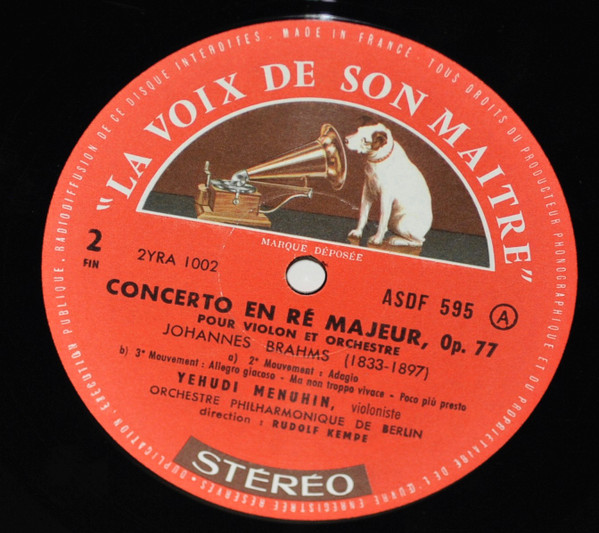 MADE IN FRANCE · TOUS DROITS DU PRODUCTEUR PHONOGRAPHIQUE ET DU PROPRIETAIRE DE L'ŒUVRE ENREGISTREE RESERVES · DUPLICATION, EXECUTION PUBLIQUE, RADIODIFFUSION DE CE DISQUE INTERDITES ·
"LA VOIX DE SON MAITRE"
MARQUE DÉPOSÉE
2
FIN
2YRA 1002
ASDF 595 A
CONCERTO EN RÉ MAJEUR, Op. 77
POUR VIOLON ET ORCHESTRE
JOHANNES BRAHMS (1833-1897)
a) 2e Mouvement : Adagio
b) 3e Mouvement : Allegro giocoso - Ma non troppo vivace - Poco più presto
YEHUDI MENUHIN, violoniste
ORCHESTRE PHILHARMONIQUE DE BERLIN
direction : RUDOLF KEMPE
STÉRÉO